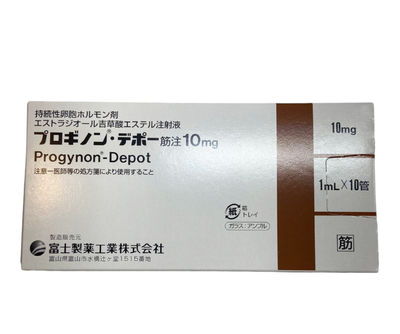 持続性卵胞ホルモン剤
エストラジオール吉草酸エステル注射液
プロギノン®・デポー筋注10mg
Progynon®-Depot
注意－医師等の処方箋により使用すること
製造販売元
富士製薬工業株式会社
富山県富山市水橋辻ヶ堂1515番地
紙
箱
トレイ
ガラス：アンプル
10mg
1mL×10管
筋